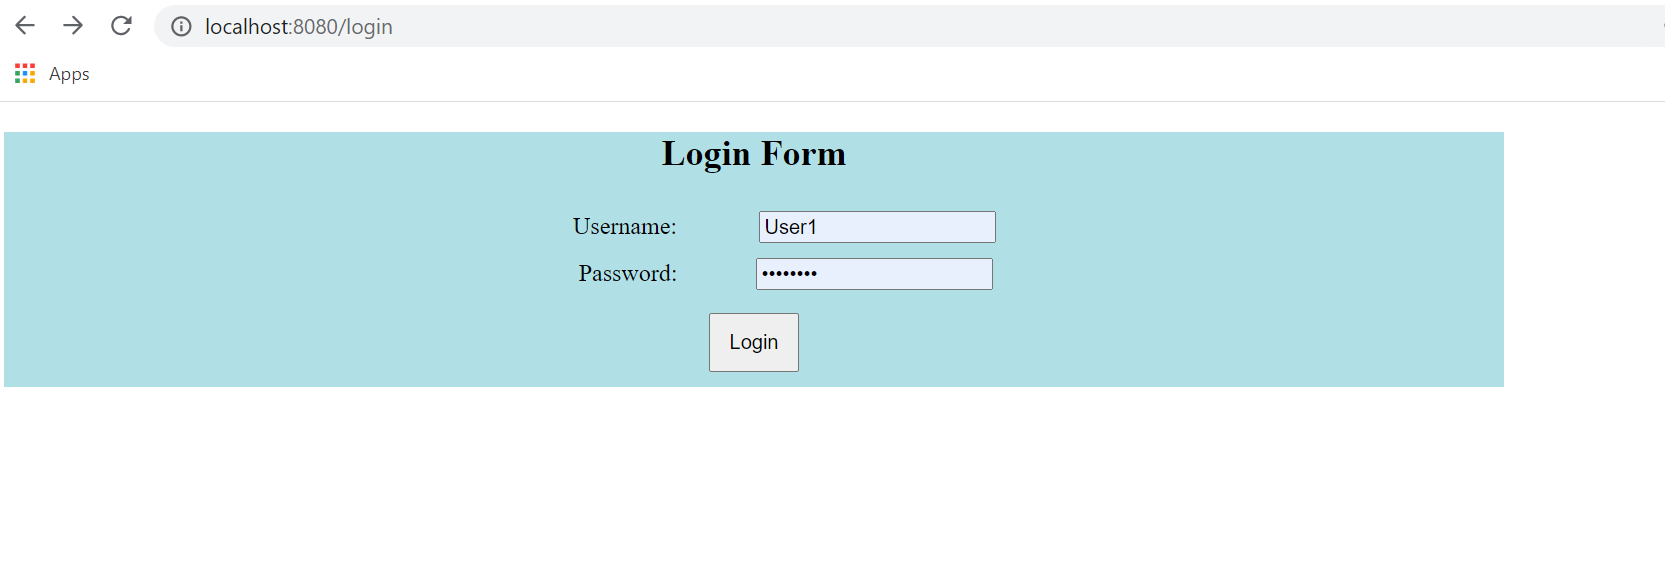 localhost:8080/login
Apps
Login Form
Username: User1
Password: ••••••••
Login